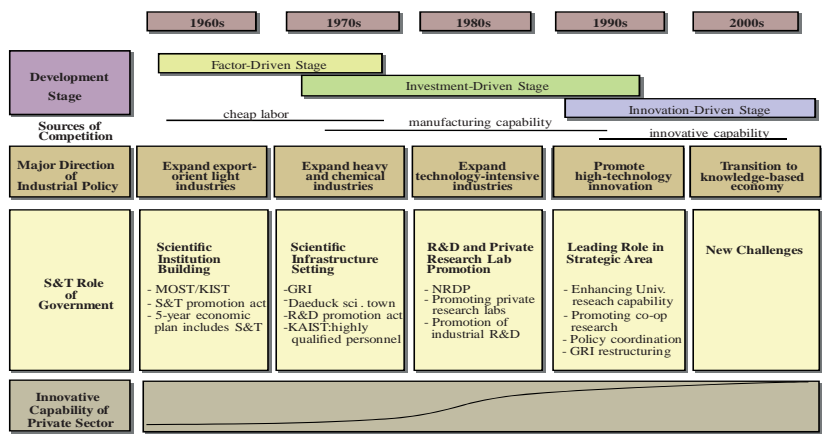 1960s
1970s
1980s
1990s
2000s
Development
Stage
Factor-Driven Stage
Investment-Driven Stage
Innovation-Driven Stage
Sources of
Competition
cheap labor
manufacturing capability
innovative capability
Major Direction
of
Industrial Policy
Expand export-
orient light
industries
Expand heavy
and chemical
industries
Expand
technology-intensive
industries
Promote
high-technology
innovation
Transition to
knowledge-based
economy
S&T Role
of
Government
Scientific
Institution
Building
- MOST/KIST
- S&T promotion act
- 5-year economic
plan includes S&T
Scientific
Infrastructure
Setting
-GRI
-Daeduck sci. town
-R&D promotion act
-KAIST:highly
qualified personnel
R&D and Private
Research Lab
Promotion
- NRDP
- Promoting private
research labs
- Promotion of
industrial R&D
Leading Role in
Strategic Area
- Enhancing Univ.
reseach capability
- Promoting co-op
research
- Policy coordination
- GRI restructuring
New Challenges
Innovative
Capability of
Private Sector